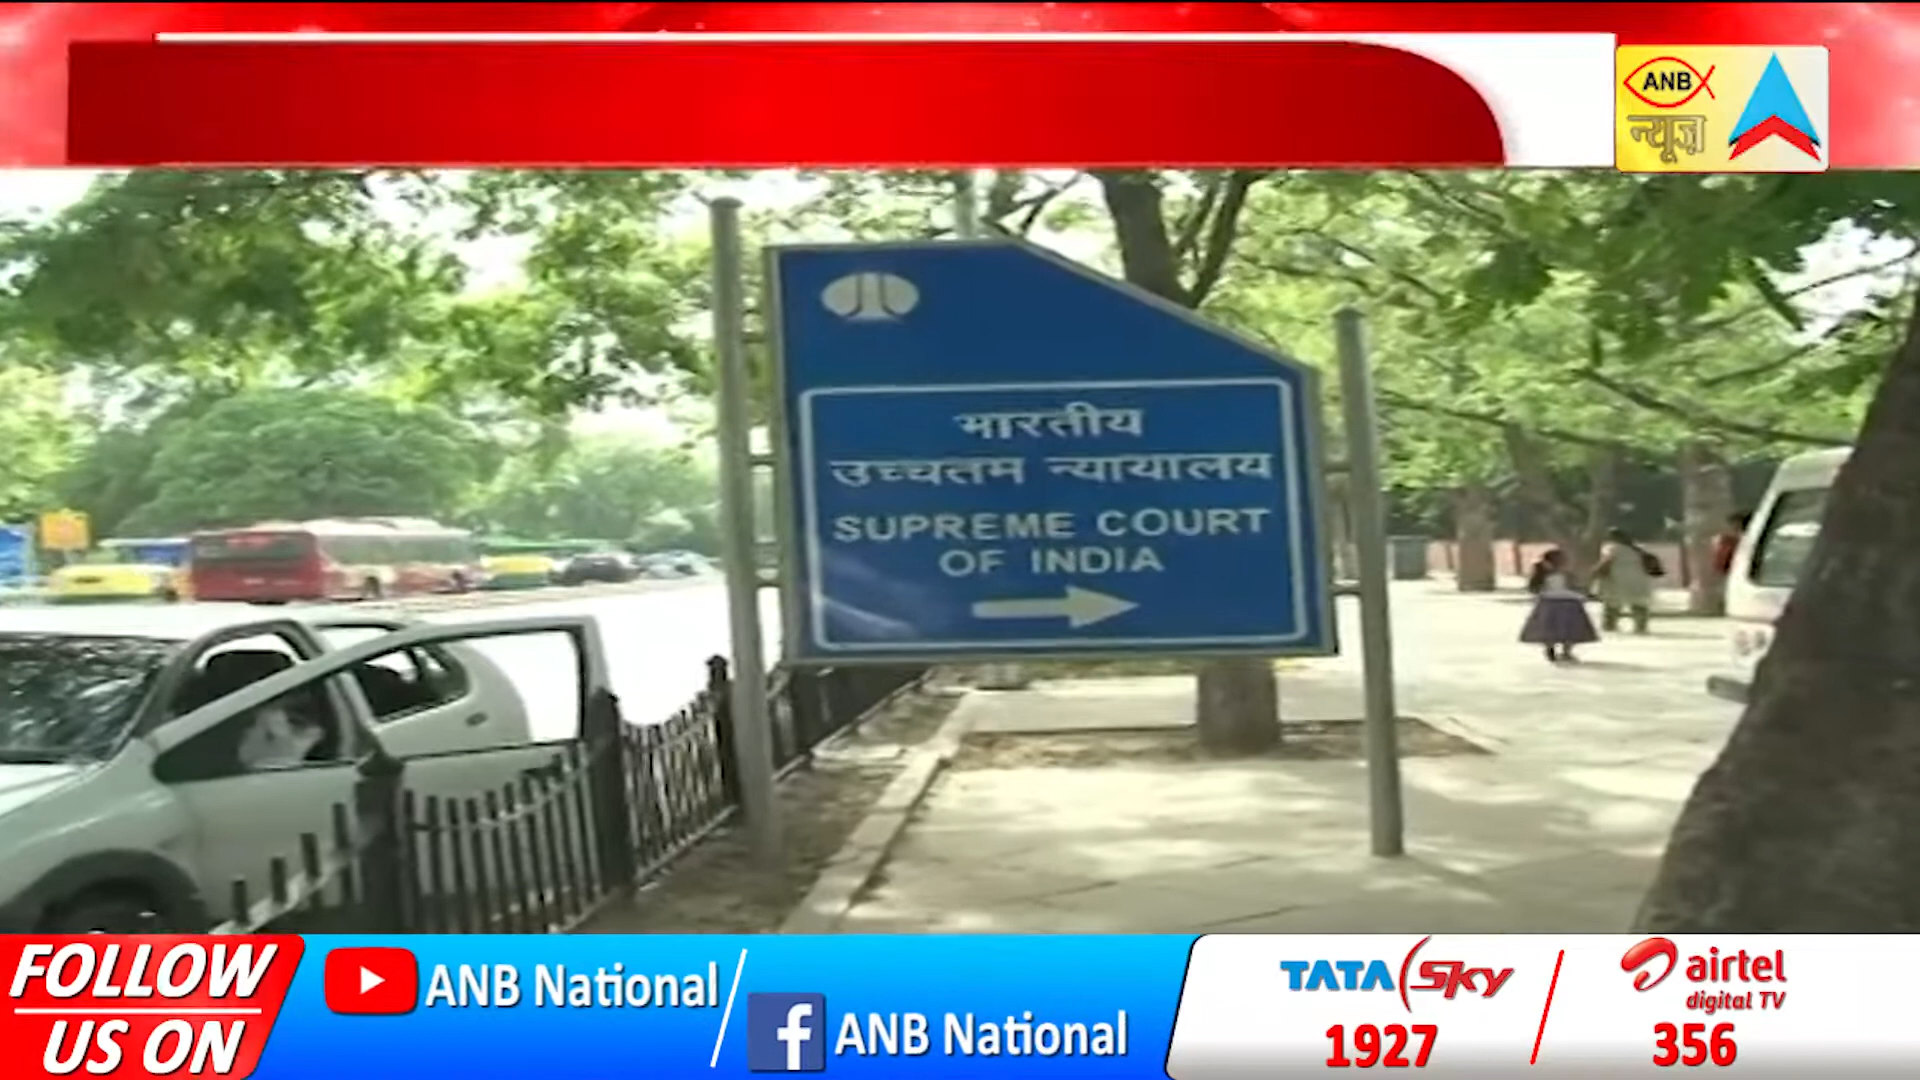 ANB
न्यूज़
भारतीय
उच्चतम न्यायालय
SUPREME COURT
OF INDIA
FOLLOW
US ON
ANB National
ANB National
TATA Sky
1927
airtel
digital TV
356